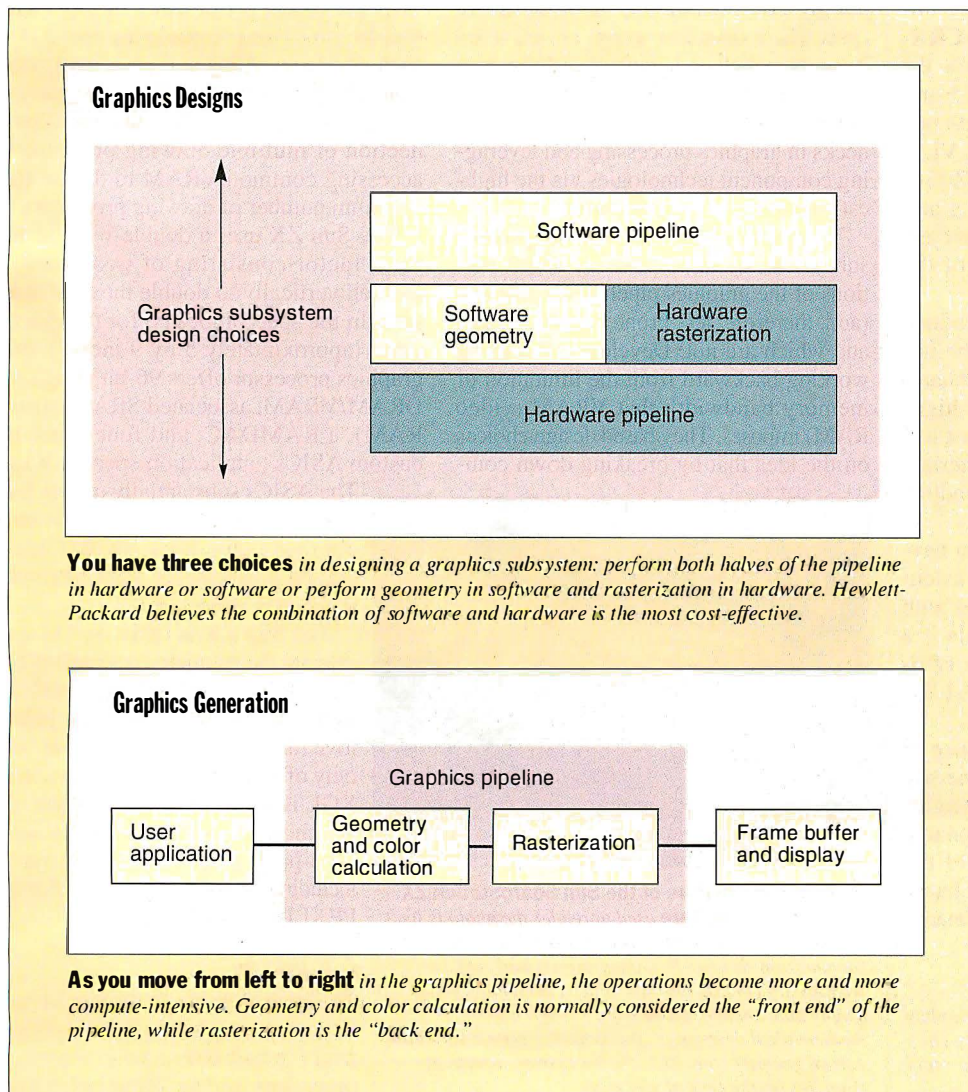 Graphics Designs
Software pipeline
Graphics subsystem
design choices
Software
geometry
Hardware
rasterization
Hardware pipeline
You have three choices in designing a graphics subsystem: perform both halves of the pipeline
in hardware or software or perform geometry in software and rasterization in hardware. Hewlett-
Packard believes the combination of software and hardware is the most cost-effective.
Graphics Generation
Graphics pipeline
User
application
Geometry
and color
calculation
Rasterization
Frame buffer
and display
As you move from left to right in the graphics pipeline, the operations become more and more
compute-intensive. Geometry and color calculation is normally considered the "front end" of the
pipeline, while rasterization is the "back end."